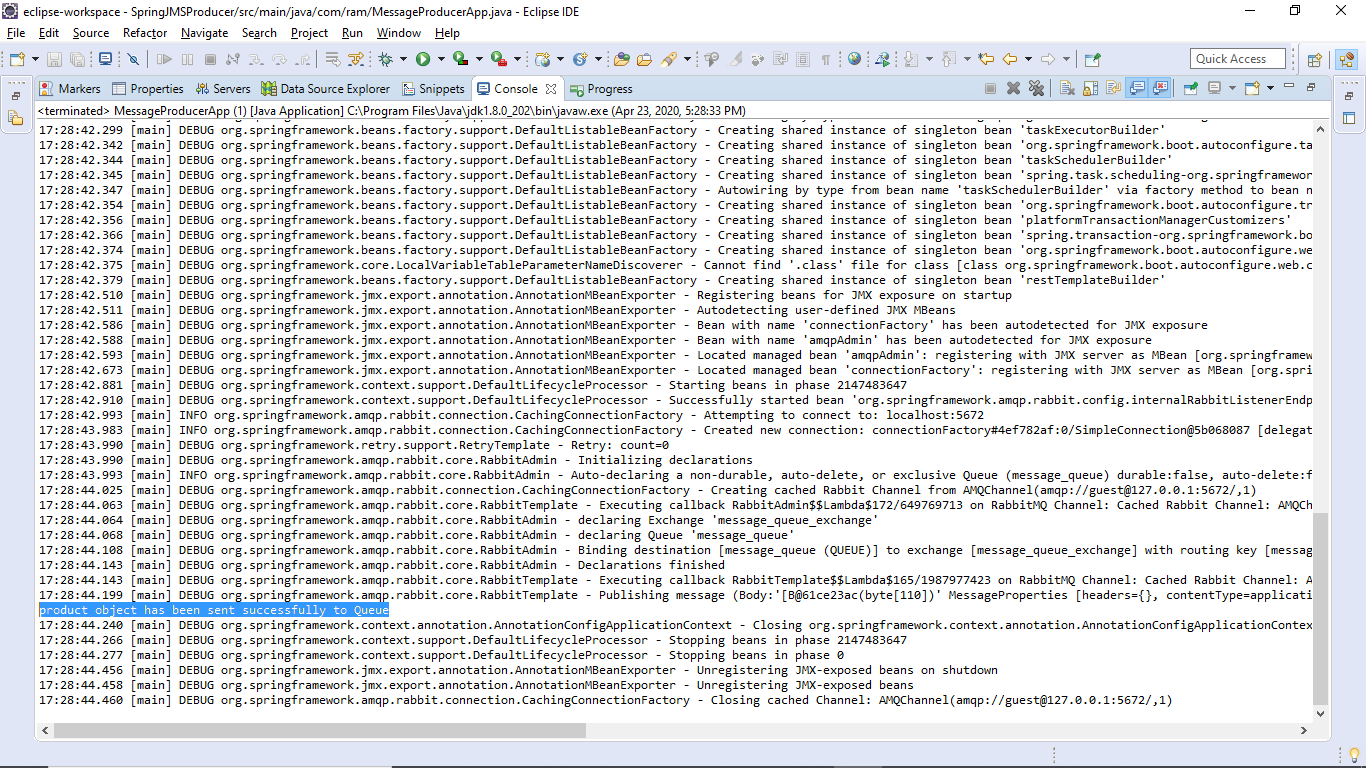 eclipse-workspace - SpringJMSProducer/src/main/java/com/ram/MessageProducerApp.java - Eclipse IDE
File Edit Source Refactor Navigate Search Project Run Window Help
Quick Access
Markers Properties Servers Data Source Explorer Snippets Console Progress
<terminated> MessageProducerApp (1) [Java Application] C:\Program Files\Java\jdk1.8.0_202\bin\javaw.exe (Apr 23, 2020, 5:28:33 PM)
17:28:42.299 [main] DEBUG org.springframework.beans.factory.support.DefaultListableBeanFactory - Creating shared instance of singleton bean 'taskExecutorBuilder'
17:28:42.342 [main] DEBUG org.springframework.beans.factory.support.DefaultListableBeanFactory - Creating shared instance of singleton bean 'org.springframework.boot.autoconfigure.ta
17:28:42.344 [main] DEBUG org.springframework.beans.factory.support.DefaultListableBeanFactory - Creating shared instance of singleton bean 'taskSchedulerBuilder'
17:28:42.345 [main] DEBUG org.springframework.beans.factory.support.DefaultListableBeanFactory - Creating shared instance of singleton bean 'spring.task.scheduling-org.springframewor
17:28:42.347 [main] DEBUG org.springframework.beans.factory.support.DefaultListableBeanFactory - Autowiring by type from bean name 'taskSchedulerBuilder' via factory method to bean n
17:28:42.354 [main] DEBUG org.springframework.beans.factory.support.DefaultListableBeanFactory - Creating shared instance of singleton bean 'org.springframework.boot.autoconfigure.tr
17:28:42.356 [main] DEBUG org.springframework.beans.factory.support.DefaultListableBeanFactory - Creating shared instance of singleton bean 'platformTransactionManagerCustomizers'
17:28:42.366 [main] DEBUG org.springframework.beans.factory.support.DefaultListableBeanFactory - Creating shared instance of singleton bean 'spring.transaction-org.springframework.bo
17:28:42.374 [main] DEBUG org.springframework.beans.factory.support.DefaultListableBeanFactory - Creating shared instance of singleton bean 'org.springframework.boot.autoconfigure.we
17:28:42.375 [main] DEBUG org.springframework.core.LocalVariableTableParameterNameDiscoverer - Cannot find '.class' file for class [class org.springframework.boot.autoconfigure.web.c
17:28:42.379 [main] DEBUG org.springframework.beans.factory.support.DefaultListableBeanFactory - Creating shared instance of singleton bean 'restTemplateBuilder'
17:28:42.510 [main] DEBUG org.springframework.jmx.export.annotation.AnnotationMBeanExporter - Registering beans for JMX exposure on startup
17:28:42.511 [main] DEBUG org.springframework.jmx.export.annotation.AnnotationMBeanExporter - Autodetecting user-defined JMX MBeans
17:28:42.586 [main] DEBUG org.springframework.jmx.export.annotation.AnnotationMBeanExporter - Bean with name 'connectionFactory' has been autodetected for JMX exposure
17:28:42.588 [main] DEBUG org.springframework.jmx.export.annotation.AnnotationMBeanExporter - Bean with name 'amqpAdmin' has been autodetected for JMX exposure
17:28:42.593 [main] DEBUG org.springframework.jmx.export.annotation.AnnotationMBeanExporter - Located managed bean 'amqpAdmin': registering with JMX server as MBean [org.springframew
17:28:42.673 [main] DEBUG org.springframework.jmx.export.annotation.AnnotationMBeanExporter - Located managed bean 'connectionFactory': registering with JMX server as MBean [org.spri
17:28:42.881 [main] DEBUG org.springframework.context.support.DefaultLifecycleProcessor - Starting beans in phase 2147483647
17:28:42.910 [main] DEBUG org.springframework.context.support.DefaultLifecycleProcessor - Successfully started bean 'org.springframework.amqp.rabbit.config.internalRabbitListenerEndp
17:28:42.993 [main] INFO org.springframework.amqp.rabbit.connection.CachingConnectionFactory - Attempting to connect to: localhost:5672
17:28:43.983 [main] INFO org.springframework.amqp.rabbit.connection.CachingConnectionFactory - Created new connection: connectionFactory#4ef782af:0/SimpleConnection@5b068087 [delegat
17:28:43.990 [main] DEBUG org.springframework.retry.support.RetryTemplate - Retry: count=0
17:28:43.990 [main] DEBUG org.springframework.amqp.rabbit.core.RabbitAdmin - Initializing declarations
17:28:43.993 [main] INFO org.springframework.amqp.rabbit.core.RabbitAdmin - Auto-declaring a non-durable, auto-delete, or exclusive Queue (message_queue) durable:false, auto-delete:f
17:28:44.025 [main] DEBUG org.springframework.amqp.rabbit.connection.CachingConnectionFactory - Creating cached Rabbit Channel from AMQChannel(amqp://guest@127.0.0.1:5672/,1)
17:28:44.063 [main] DEBUG org.springframework.amqp.rabbit.core.RabbitTemplate - Executing callback RabbitAdmin$$Lambda$172/649769713 on RabbitMQ Channel: Cached Rabbit Channel: AMQCh
17:28:44.064 [main] DEBUG org.springframework.amqp.rabbit.core.RabbitAdmin - declaring Exchange 'message_queue_exchange'
17:28:44.068 [main] DEBUG org.springframework.amqp.rabbit.core.RabbitAdmin - declaring Queue 'message_queue'
17:28:44.108 [main] DEBUG org.springframework.amqp.rabbit.core.RabbitAdmin - Binding destination [message_queue (QUEUE)] to exchange [message_queue_exchange] with routing key [messag
17:28:44.143 [main] DEBUG org.springframework.amqp.rabbit.core.RabbitAdmin - Declarations finished
17:28:44.143 [main] DEBUG org.springframework.amqp.rabbit.core.RabbitTemplate - Executing callback RabbitTemplate$$Lambda$165/1987977423 on RabbitMQ Channel: Cached Rabbit Channel: A
17:28:44.199 [main] DEBUG org.springframework.amqp.rabbit.core.RabbitTemplate - Publishing message (Body:'[B@61ce23ac(byte[110])' MessageProperties [headers={}, contentType=applicati
product object has been sent successfully to Queue
17:28:44.240 [main] DEBUG org.springframework.context.annotation.AnnotationConfigApplicationContext - Closing org.springframework.context.annotation.AnnotationConfigApplicationContex
17:28:44.266 [main] DEBUG org.springframework.context.support.DefaultLifecycleProcessor - Stopping beans in phase 2147483647
17:28:44.277 [main] DEBUG org.springframework.context.support.DefaultLifecycleProcessor - Stopping beans in phase 0
17:28:44.456 [main] DEBUG org.springframework.jmx.export.annotation.AnnotationMBeanExporter - Unregistering JMX-exposed beans on shutdown
17:28:44.458 [main] DEBUG org.springframework.jmx.export.annotation.AnnotationMBeanExporter - Unregistering JMX-exposed beans
17:28:44.460 [main] DEBUG org.springframework.amqp.rabbit.connection.CachingConnectionFactory - Closing cached Channel: AMQChannel(amqp://guest@127.0.0.1:5672/,1)